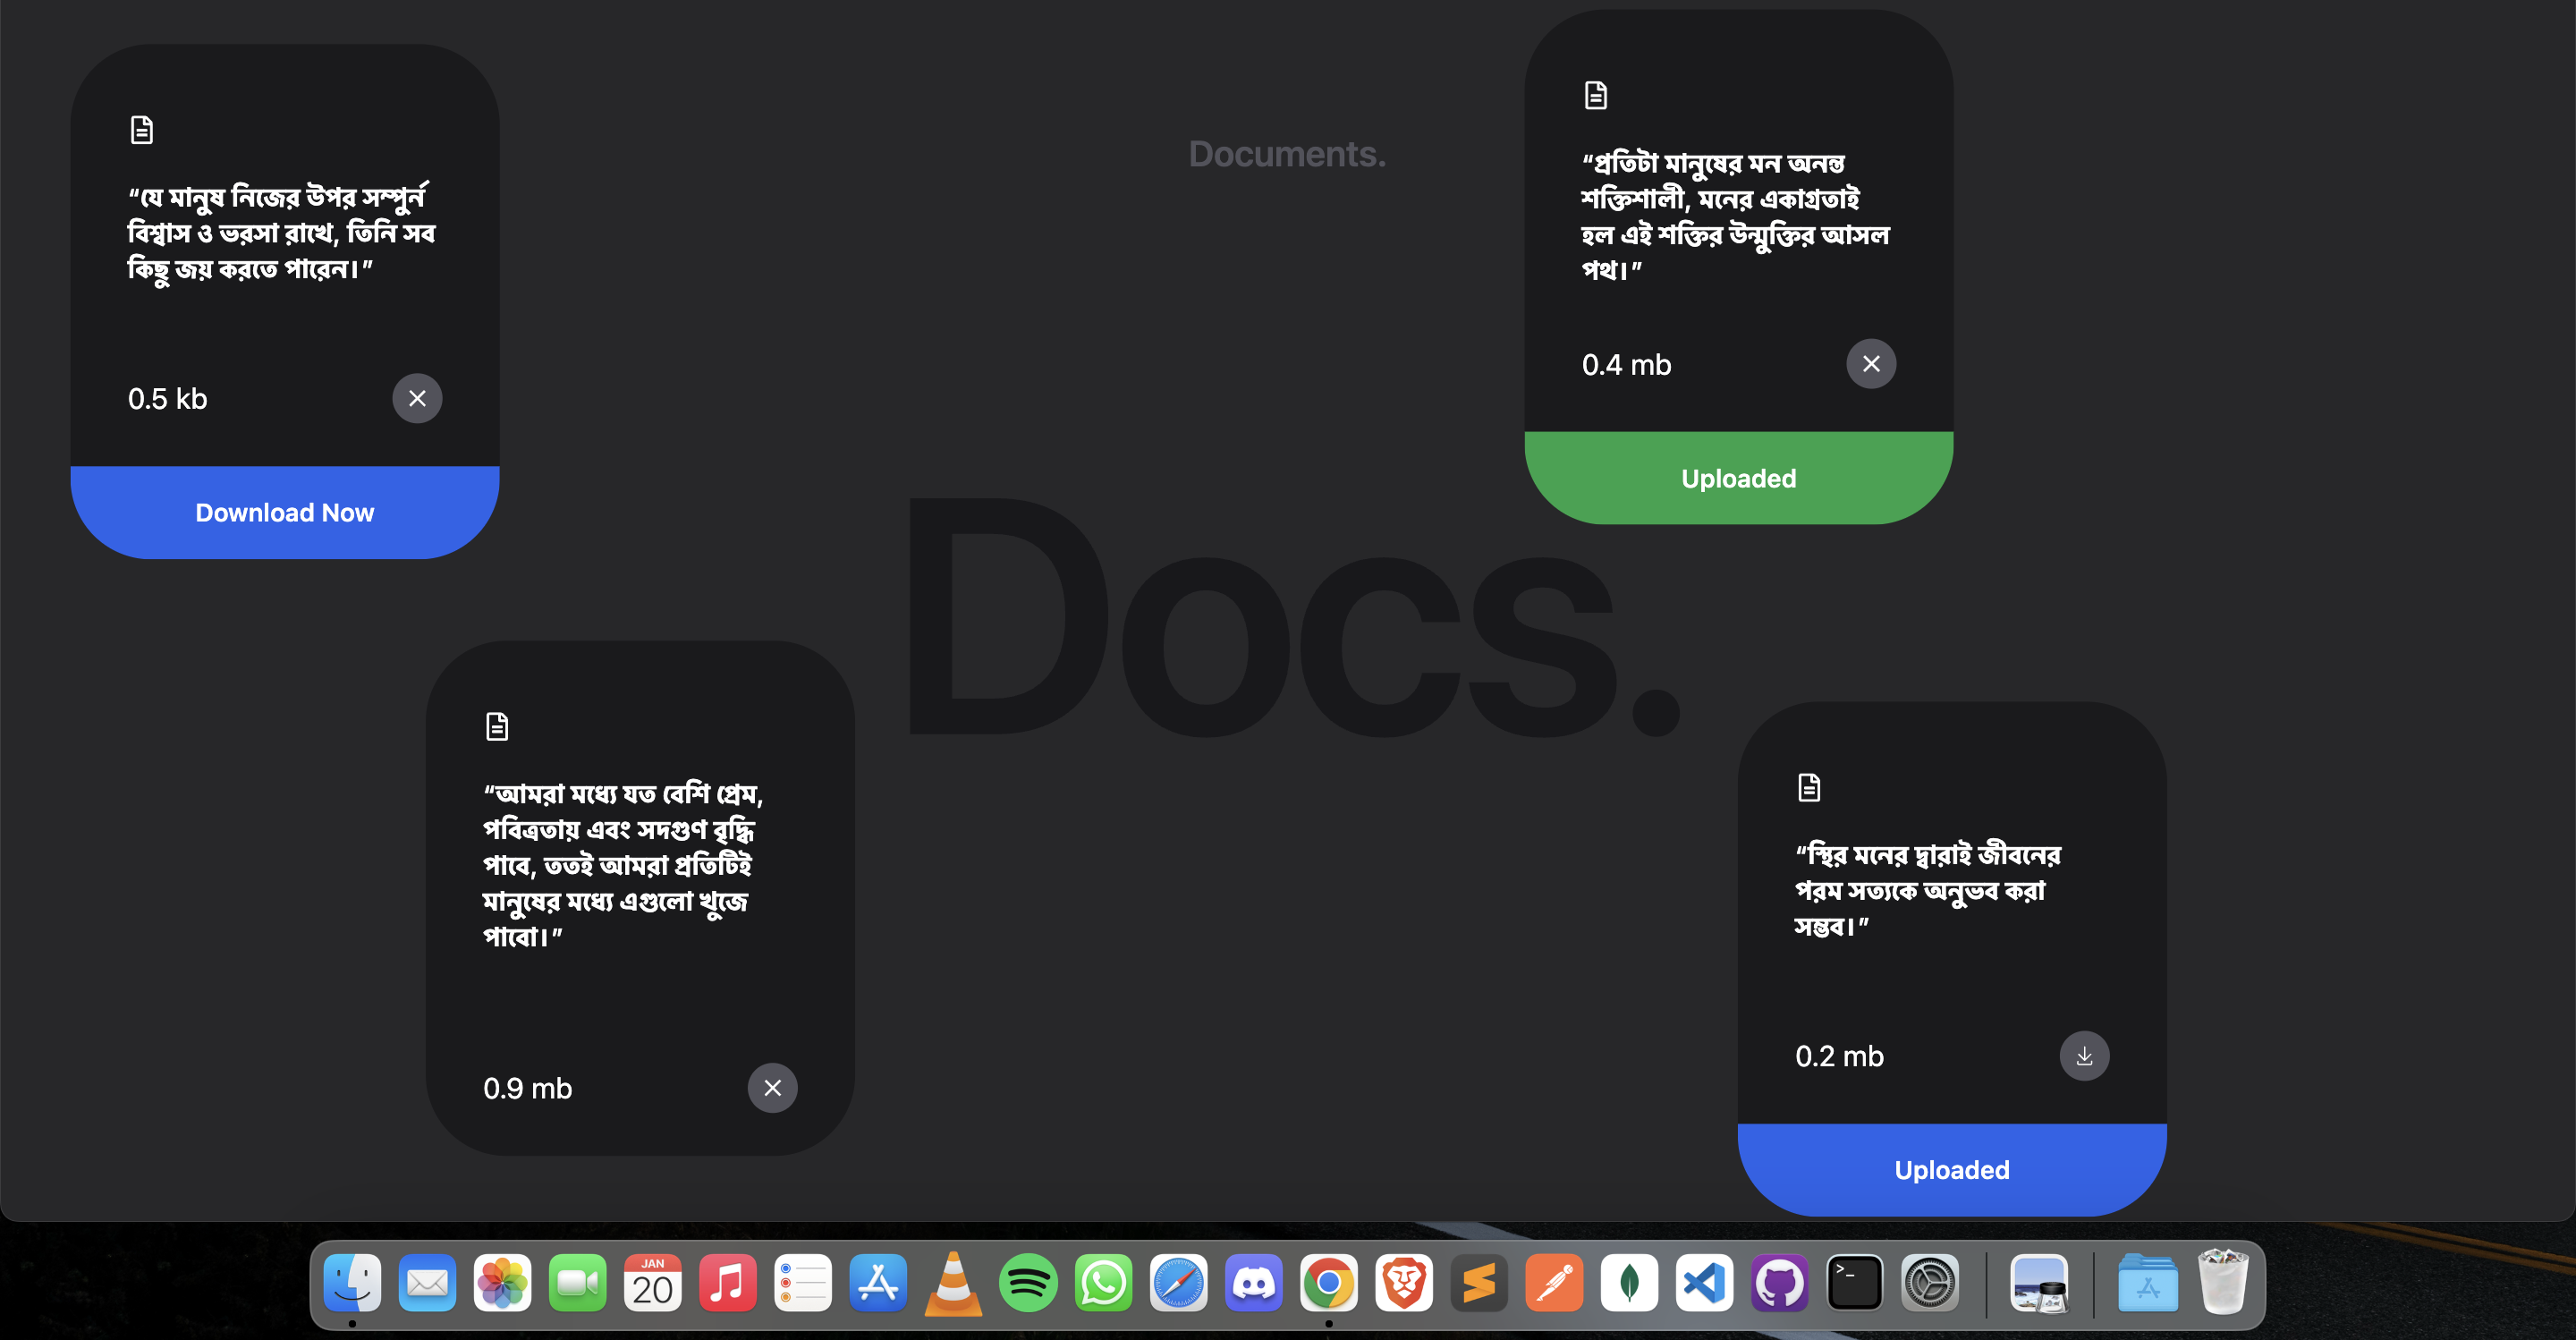 Documents.
Docs.
“যে মানুষ নিজের উপর সম্পুর্ন
বিশ্বাস ও ভরসা রাখে, তিনি সব
কিছু জয় করতে পারেন।”
0.5 kb
Download Now
“প্রতিটা মানুষের মন অনন্ত
শক্তিশালী, মনের একাগ্রতাই
হল এই শক্তির উন্মুক্তির আসল
পথ।”
0.4 mb
Uploaded
“আমরা মধ্যে যত বেশি প্রেম,
পবিত্রতায় এবং সদগুণ বৃদ্ধি
পাবে, ততই আমরা প্রতিটিই
মানুষের মধ্যে এগুলো খুজে
পাবো।”
0.9 mb
“স্থির মনের দ্বারাই জীবনের
পরম সত্যকে অনুভব করা
সম্ভব।”
0.2 mb
Uploaded
JAN
20